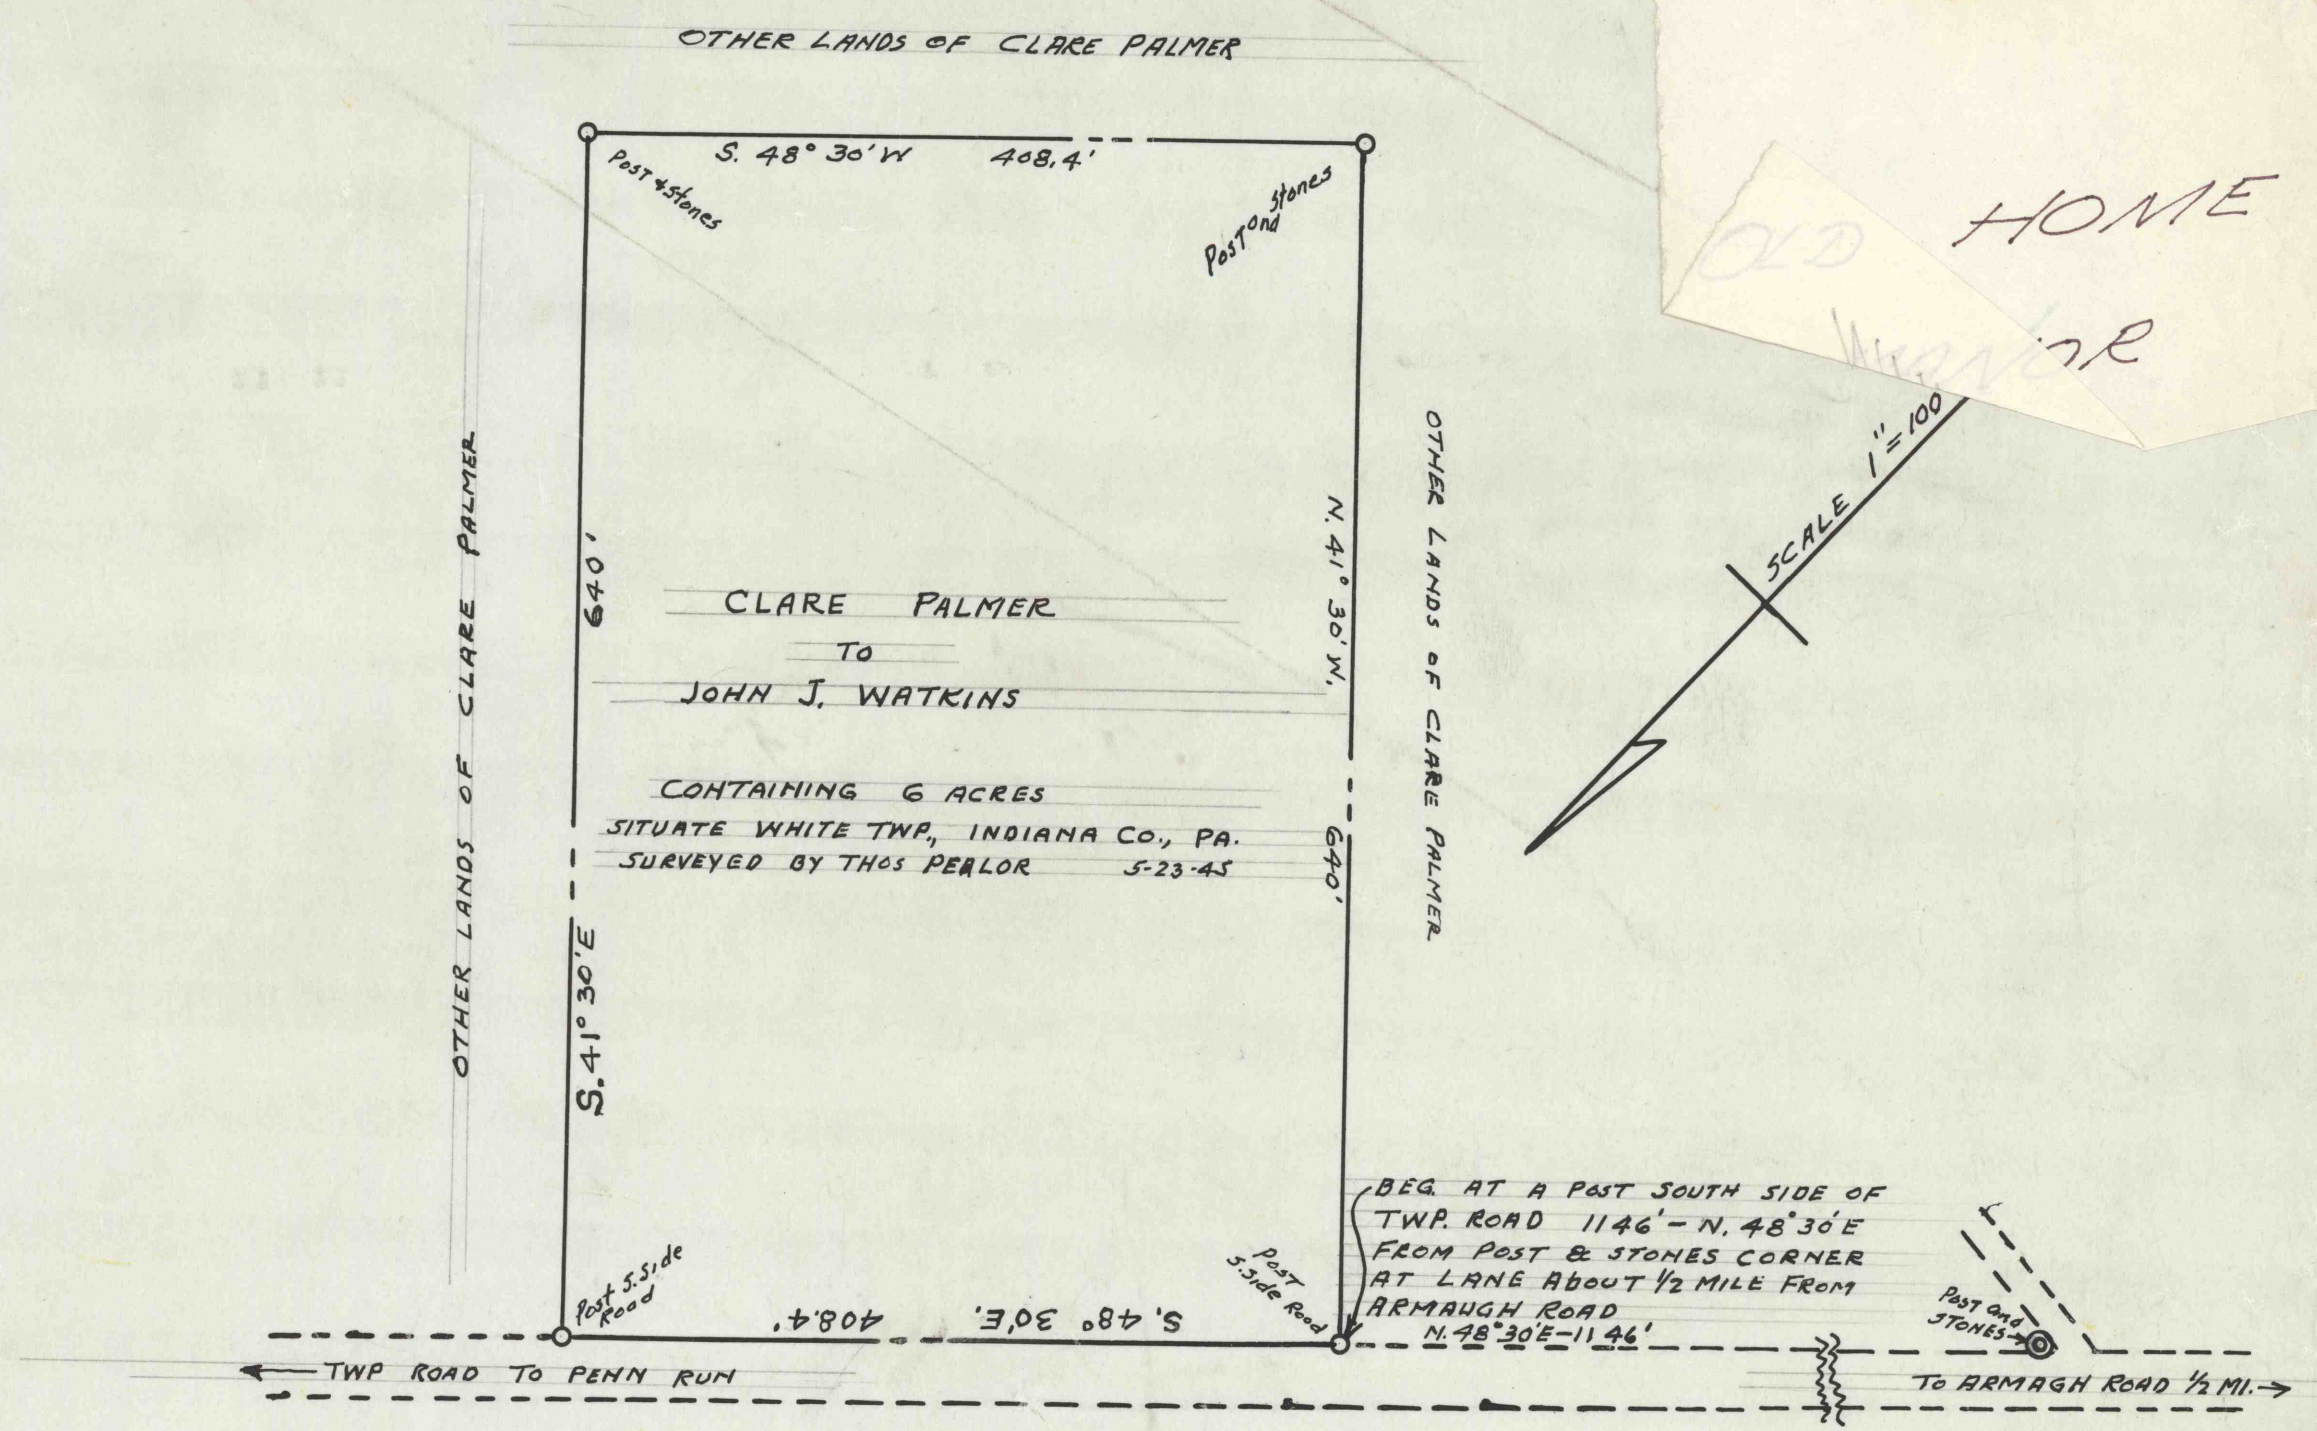 OTHER LANDS OF CLARE PALMER
HOME
OLD
S. 48° 30' W 408.4'
Post & stones
Post and stones
OTHER LANDS OF CLARE PALMER
640'
S. 41° 30' E
N. 41° 30' W.
640'
OTHER LANDS OF CLARE PALMER
SCALE 1" = 100
CLARE PALMER
TO
JOHN J. WATKINS
CONTAINING 6 ACRES
SITUATE WHITE TWP., INDIANA CO., PA.
SURVEYED BY THOS PEALOR 5-23-45
BEG. AT A POST SOUTH SIDE OF
TWP. ROAD 1146' - N. 48° 30' E
FROM POST & STONES CORNER
AT LANE ABOUT 1/2 MILE FROM
ARMAUGH ROAD
N. 48° 30' E - 1146'
Post S. Side
Road
Post
S. Side Road
S. 48° 30' E. 408.4'
Post and
STONES
TWP ROAD TO PENN RUN
TO ARMAGH ROAD 1/2 MI.